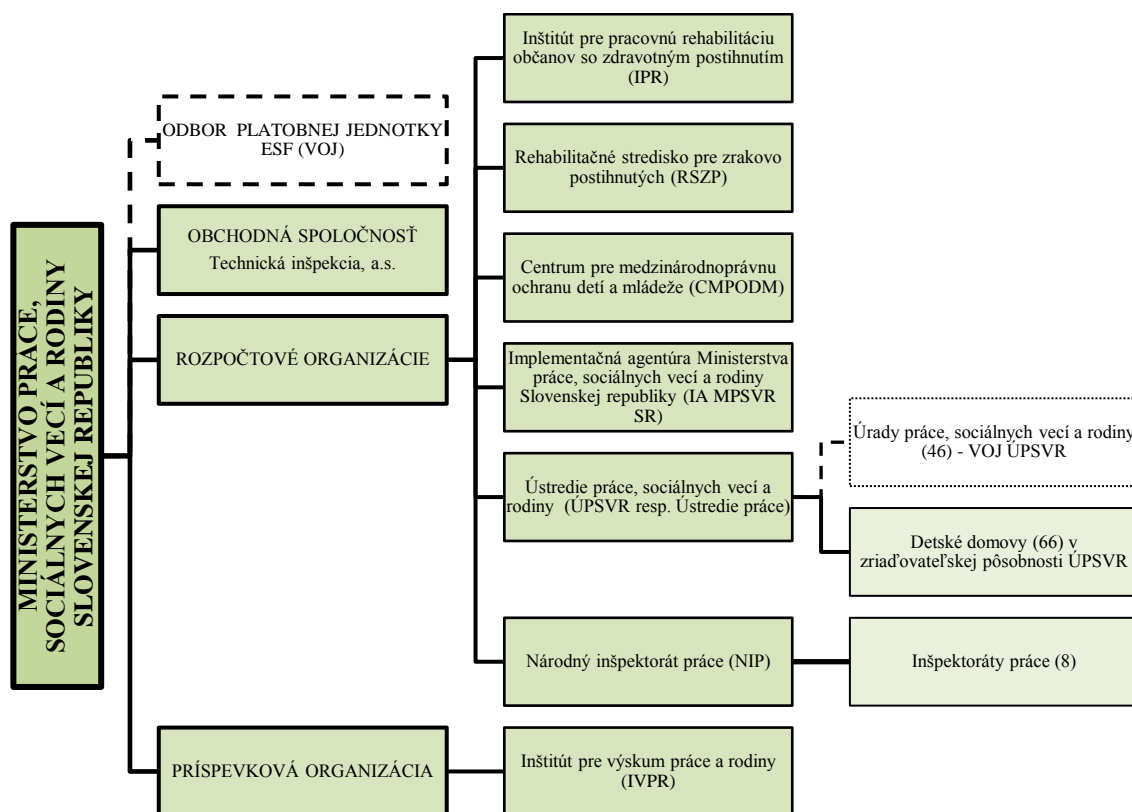 MINISTERSTVO PRÁCE,
SOCIÁLNYCH VECÍ A RODINY
SLOVENSKEJ REPUBLIKY
ODBOR PLATOBNEJ JEDNOTKY
ESF (VOJ)
OBCHODNÁ SPOLOČNOSŤ
Technická inšpekcia, a.s.
ROZPOČTOVÉ ORGANIZÁCIE
Inštitút pre pracovnú rehabilitáciu
občanov so zdravotným postihnutím
(IPR)
Rehabilitačné stredisko pre zrakovo
postihnutých (RSZP)
Centrum pre medzinárodnoprávnu
ochranu detí a mládeže (CMPODM)
Implementačná agentúra Ministerstva
práce, sociálnych vecí a rodiny
Slovenskej republiky (IA MPSVR
SR)
Ústredie práce, sociálnych vecí a
rodiny (ÚPSVR resp. Ústredie práce)
Úrady práce, sociálnych vecí a rodiny
(46) - VOJ ÚPSVR
Detské domovy (66) v
zriaďovateľskej pôsobnosti ÚPSVR
Národný inšpektorát práce (NIP)
Inšpektoráty práce (8)
PRÍSPEVKOVÁ ORGANIZÁCIA
Inštitút pre výskum práce a rodiny
(IVPR)